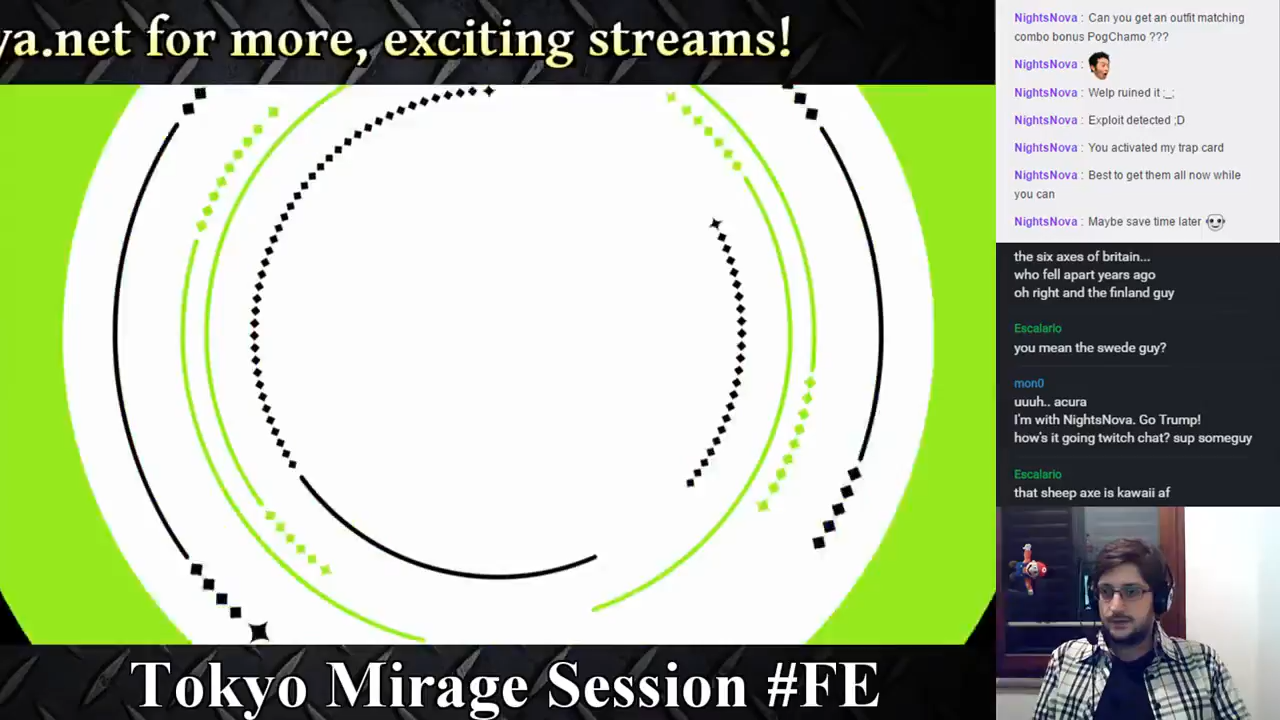 ya.net for more, exciting streams!
NightsNova : Can you get an outfit matching
combo bonus PogChamo ???
NightsNova :
NightsNova : Welp ruined it ;_;
NightsNova : Exploit detected ;D
NightsNova : You activated my trap card
NightsNova : Best to get them all now while
you can
NightsNova : Maybe save time later
the six axes of britain...
who fell apart years ago
oh right and the finland guy
Escalario
you mean the swede guy?
mon0
uuuh.. acura
I'm with NightsNova. Go Trump!
how's it going twitch chat? sup someguy
Escalario
that sheep axe is kawaii af
Tokyo Mirage Session #FE